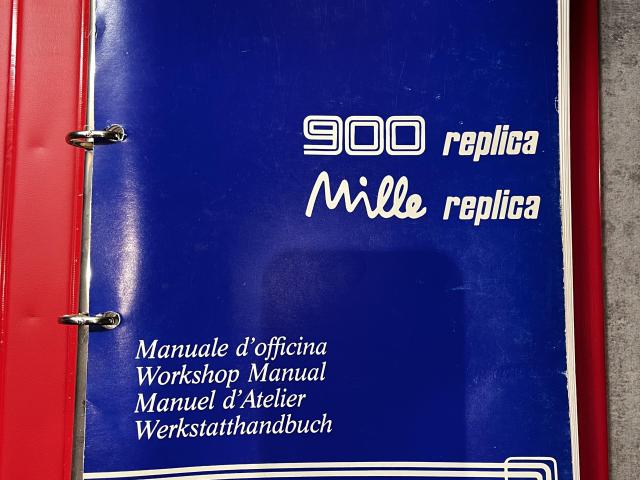 900 replica
Mille replica
Manuale d'officina
Workshop Manual
Manuel d'Atelier
Werkstatthandbuch